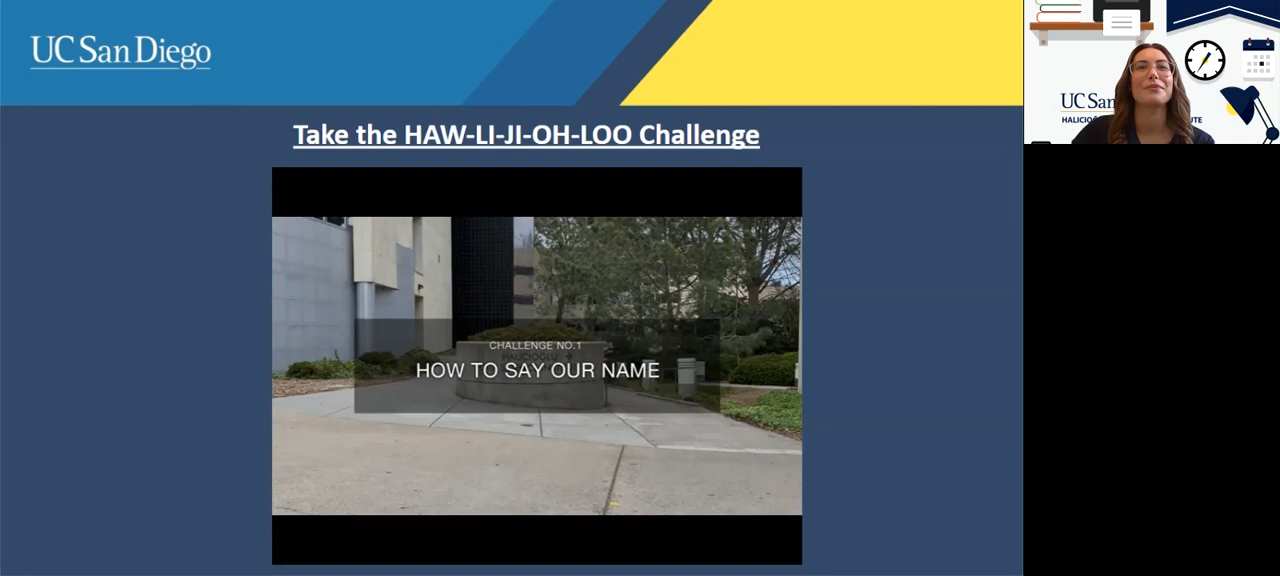 UC San Diego
Take the HAW-LI-JI-OH-LOO Challenge
CHALLENGE NO.1
HOW TO SAY OUR NAME
UC San
HALICIO
UTE